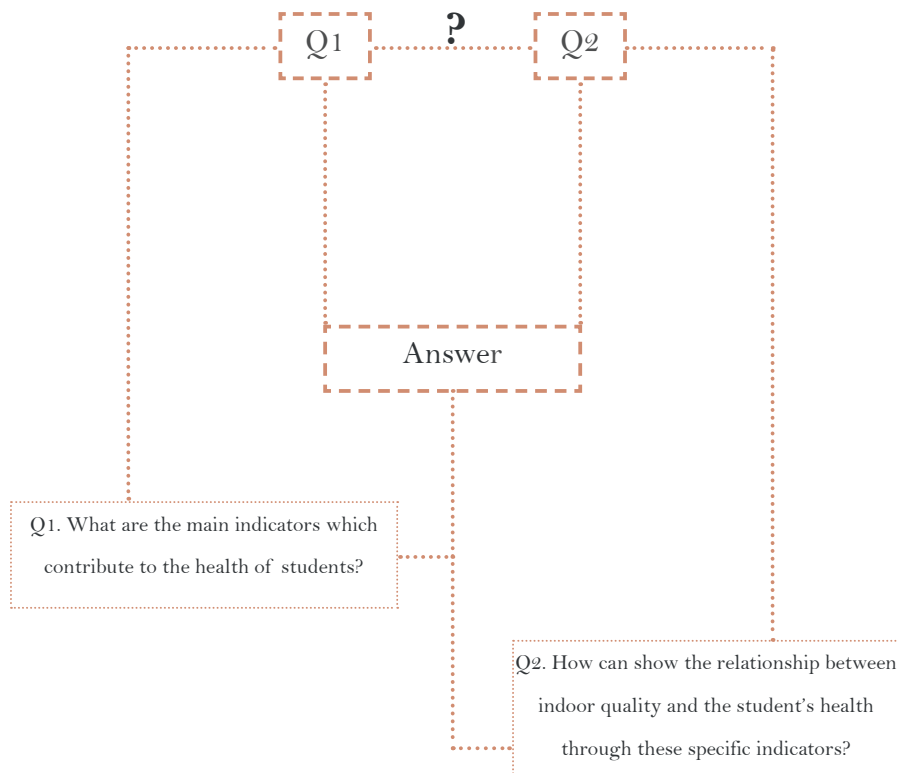 ?
Q1
Q2
Answer
Q1. What are the main indicators which
contribute to the health of students?
Q2. How can show the relationship between
indoor quality and the student’s health
through these specific indicators?